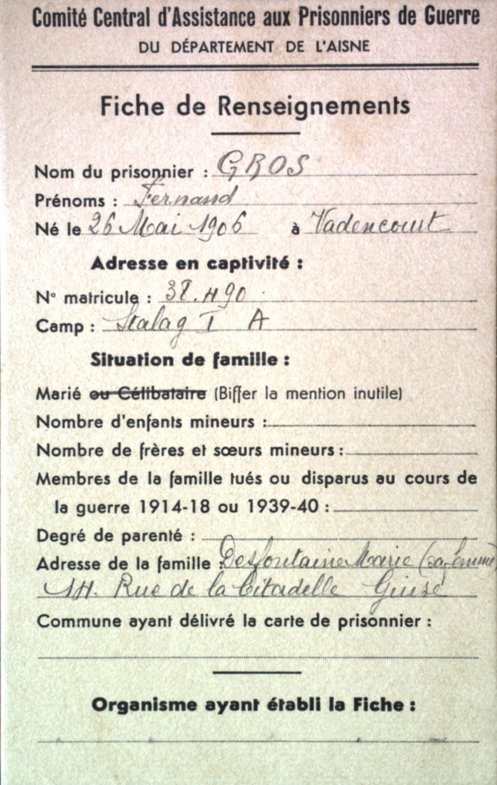 Comité Central d'Assistance aux Prisonniers de Guerre
DU DÉPARTEMENT DE L'AISNE
Fiche de Renseignements
Nom du prisonnier : GROS
Prénoms : Fernand
Né le 26 Mai 1906 à Vadencourt
Adresse en captivité :
N° matricule : 38.490
Camp : Stalag I A
Situation de famille :
Marié ou Célibataire (Biffer la mention inutile)
Nombre d'enfants mineurs :
Nombre de frères et sœurs mineurs :
Membres de la famille tués ou disparus au cours de
la guerre 1914-18 ou 1939-40 :
Degré de parenté :
Adresse de la famille Desfontaine Marie (sa femme)
14. Rue de la Citadelle Guise
Commune ayant délivré la carte de prisonnier :
Organisme ayant établi la Fiche :